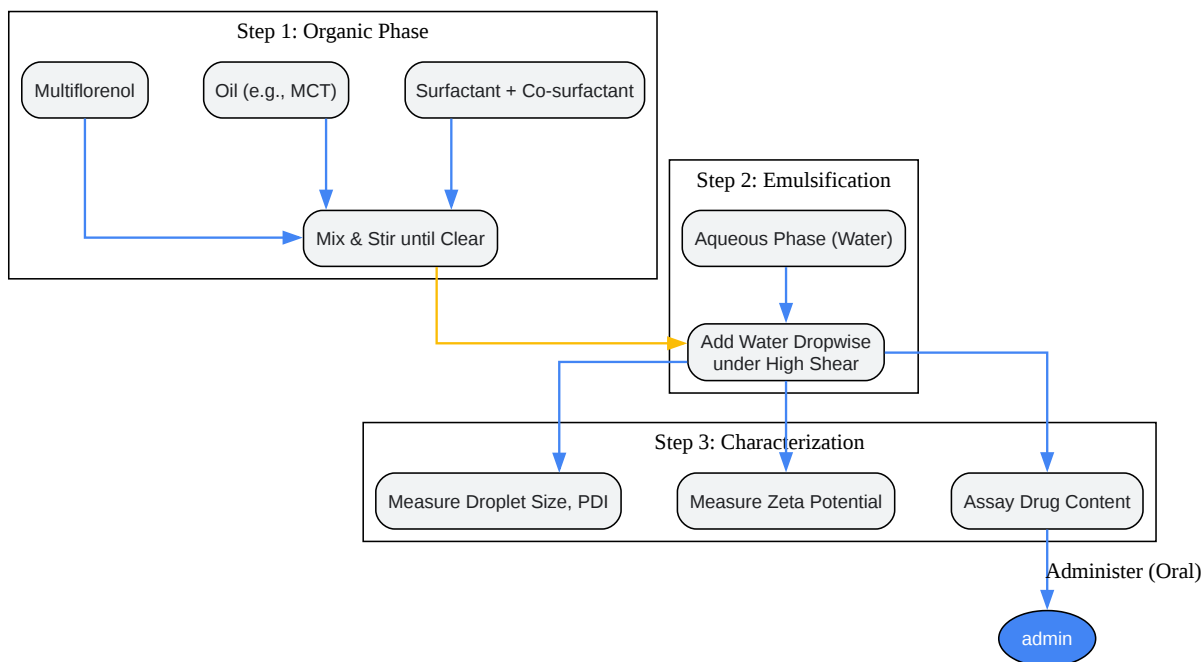 Step 1: Organic Phase
Multiflorenol
Oil (e.g., MCT)
Surfactant + Co-surfactant
Mix & Stir until Clear
Step 2: Emulsification
Aqueous Phase (Water)
Add Water Dropwise
under High Shear
Step 3: Characterization
Measure Droplet Size, PDI
Measure Zeta Potential
Assay Drug Content
Administer (Oral)
admin